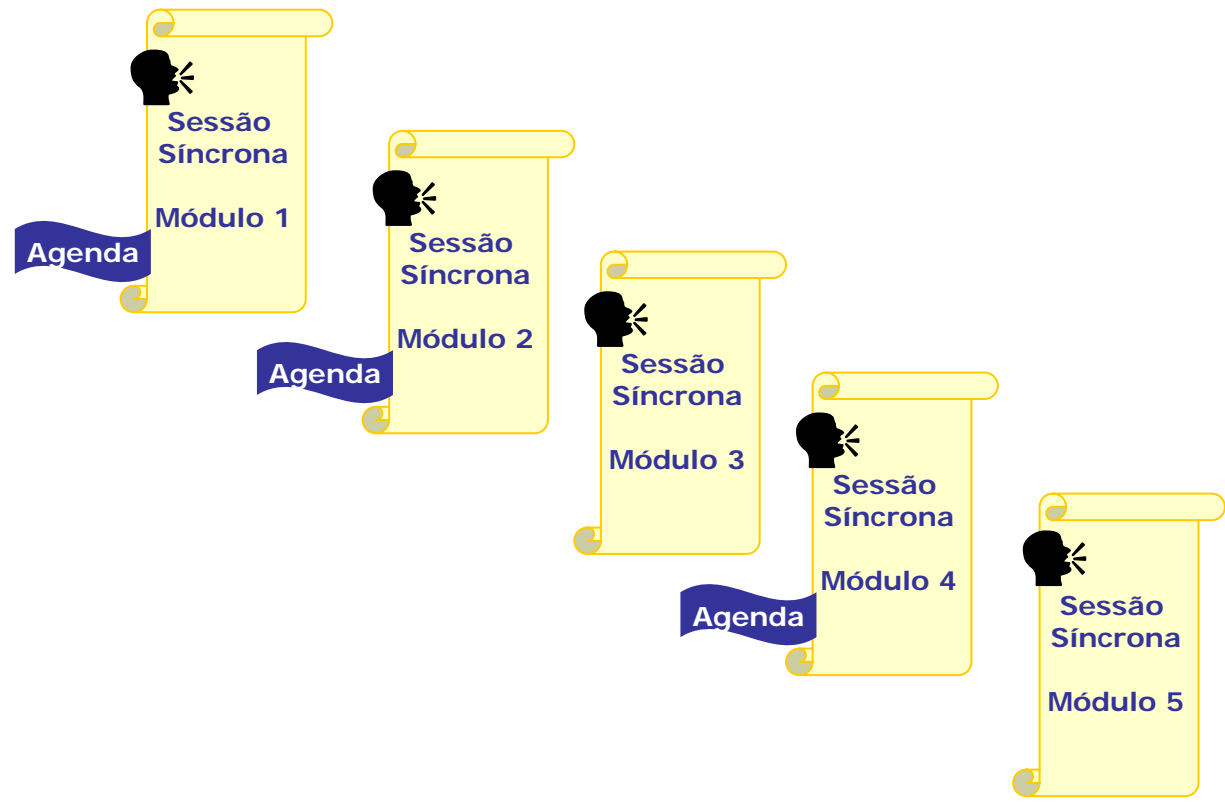 Sessão
Síncrona
Módulo 1
Agenda
Sessão
Síncrona
Módulo 2
Agenda
Sessão
Síncrona
Módulo 3
Sessão
Síncrona
Módulo 4
Agenda
Sessão
Síncrona
Módulo 5